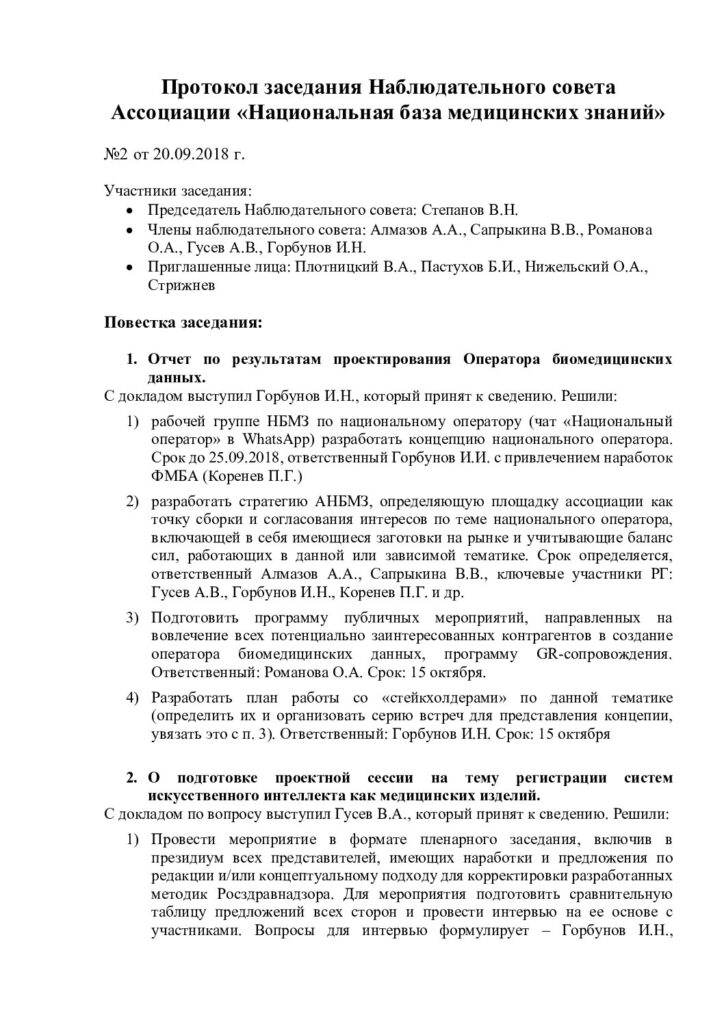 Протокол заседания Наблюдательного совета
Ассоциации «Национальная база медицинских знаний»
№2 от 20.09.2018 г.
Участники заседания:
• Председатель Наблюдательного совета: Степанов В.Н.
• Члены наблюдательного совета: Алмазов А.А., Сапрыкина В.В., Романова
О.А., Гусев А.В., Горбунов И.Н.
• Приглашенные лица: Плотницкий В.А., Пастухов Б.И., Нижельский О.А.,
Стрижнев
Повестка заседания:
1. Отчет по результатам проектирования Оператора биомедицинских
данных.
С докладом выступил Горбунов И.Н., который принят к сведению. Решили:
1) рабочей группе НБМЗ по национальному оператору (чат «Национальный
оператор» в WhatsApp) разработать концепцию национального оператора.
Срок до 25.09.2018, ответственный Горбунов И.И. с привлечением наработок
ФМБА (Коренев П.Г.)
2) разработать стратегию АНБМЗ, определяющую площадку ассоциации как
точку сборки и согласования интересов по теме национального оператора,
включающей в себя имеющиеся заготовки на рынке и учитывающие баланс
сил, работающих в данной или зависимой тематике. Срок определяется,
ответственный Алмазов А.А., Сапрыкина В.В., ключевые участники РГ:
Гусев А.В., Горбунов И.Н., Коренев П.Г. и др.
3) Подготовить программу публичных мероприятий, направленных на
вовлечение всех потенциально заинтересованных контрагентов в создание
оператора биомедицинских данных, программу GR-сопровождения.
Ответственный: Романова О.А. Срок: 15 октября.
4) Разработать план работы со «стейкхолдерами» по данной тематике
(определить их и организовать серию встреч для представления концепии,
увязать это с п. 3). Ответственный: Горбунов И.Н. Срок: 15 октября
2. О подготовке проектной сессии на тему регистрации систем
искусственного интеллекта как медицинских изделий.
С докладом по вопросу выступил Гусев В.А., который принят к сведению. Решили:
1) Провести мероприятие в формате пленарного заседания, включив в
президиум всех представителей, имеющих наработки и предложения по
редакции и/или концептуальному подходу для корректировки разработанных
методик Росздравнадзора. Для мероприятия подготовить сравнительную
таблицу предложений всех сторон и провести интервью на ее основе с
участниками. Вопросы для интервью формулирует – Горбунов И.Н.,